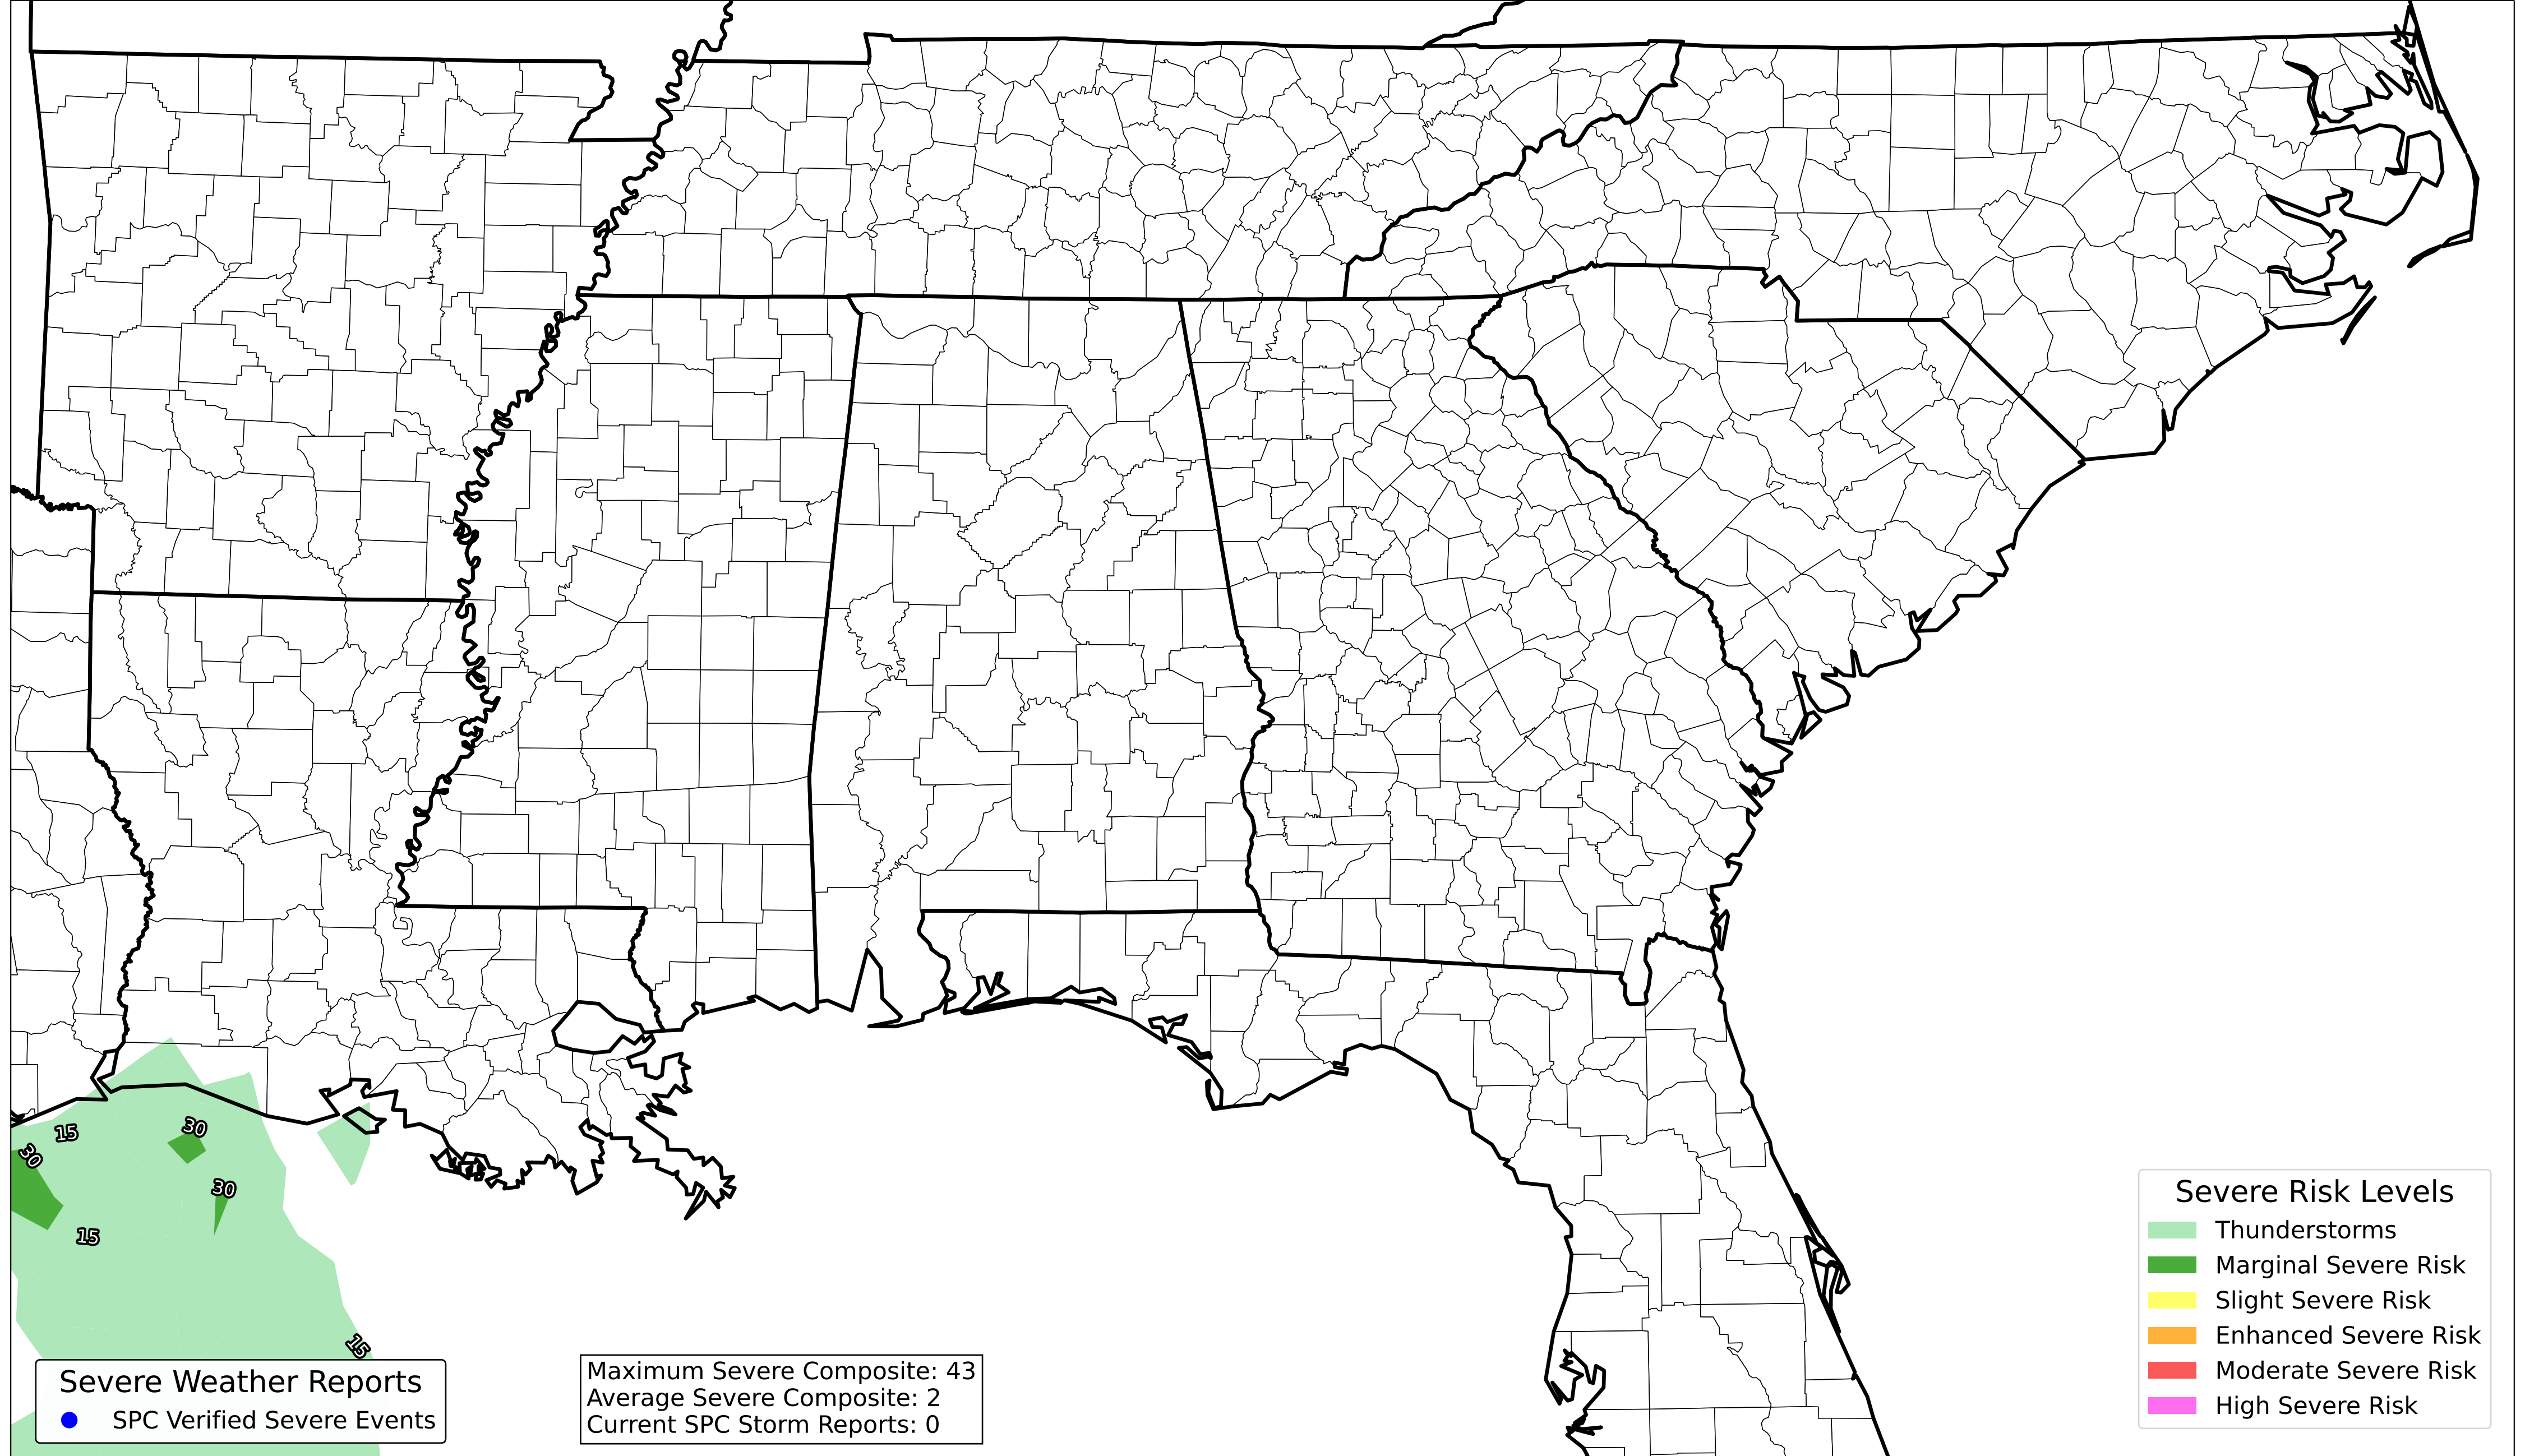 15
30
30
30
15
15
Severe Weather Reports
SPC Verified Severe Events
Maximum Severe Composite: 43
Average Severe Composite: 2
Current SPC Storm Reports: 0
Severe Risk Levels
Thunderstorms
Marginal Severe Risk
Slight Severe Risk
Enhanced Severe Risk
Moderate Severe Risk
High Severe Risk